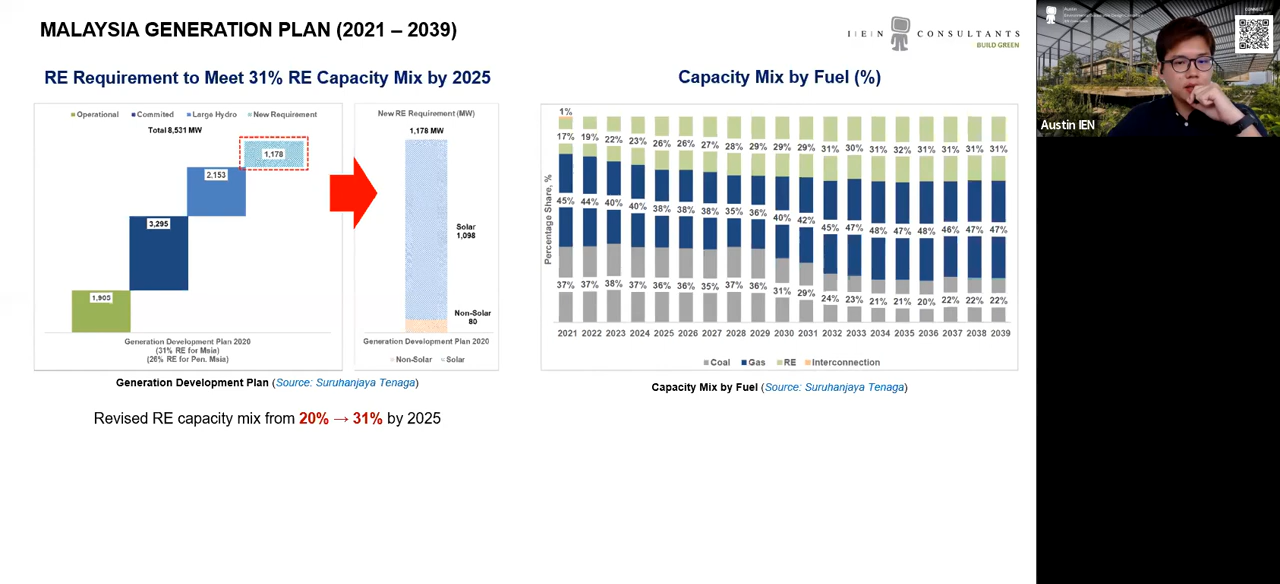 MALAYSIA GENERATION PLAN (2021 – 2039)
I E N CONSULTANTS
BUILD GREEN
RE Requirement to Meet 31% RE Capacity Mix by 2025
Operational Commited Large Hydro New Requirement
Total 8,531 MW
1,178
2,153
3,295
1,905
Generation Development Plan 2020
(31% RE for Msia)
(26% RE for Pen. Msia)
New RE Requirement (MW)
1,178 MW
Solar
1,098
Non-Solar
80
Generation Development Plan 2020
Non-Solar Solar
Generation Development Plan (Source: Suruhanjaya Tenaga)
Revised RE capacity mix from 20% → 31% by 2025
Capacity Mix by Fuel (%)
Percentage Share, %
1%
17% 19% 22% 23% 26% 26% 27% 28% 29% 29% 29% 31% 30% 31% 32% 31% 31% 31% 31%
45% 44% 40% 40% 38% 38% 38% 35% 36% 40% 42% 45% 47% 48% 47% 48% 46% 47% 47%
37% 37% 38% 37% 36% 36% 35% 37% 36% 31% 29% 24% 23% 21% 21% 20% 22% 22% 22%
2021 2022 2023 2024 2025 2026 2027 2028 2029 2030 2031 2032 2033 2034 2035 2036 2037 2038 2039
Coal Gas RE Interconnection
Capacity Mix by Fuel (Source: Suruhanjaya Tenaga)
Austin
CONNECT
Austin IEN